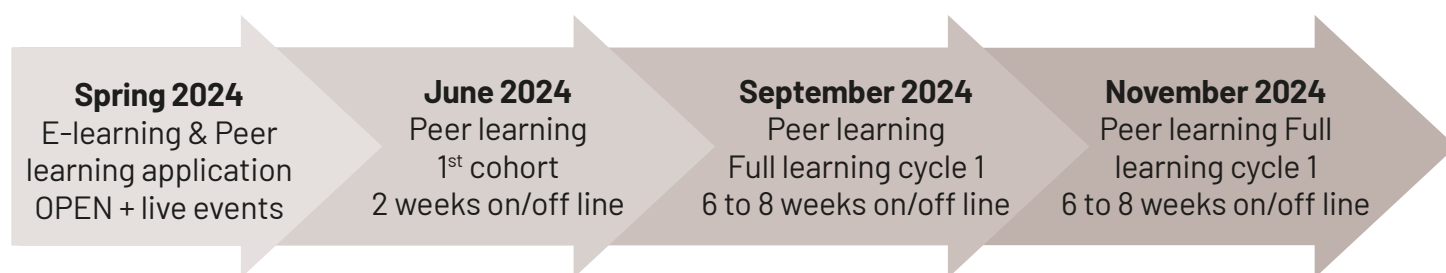 Spring 2024
E-learning & Peer
learning application
OPEN + live events
June 2024
Peer learning
1st cohort
2 weeks on/off line
September 2024
Peer learning
Full learning cycle 1
6 to 8 weeks on/off line
November 2024
Peer learning Full
learning cycle 1
6 to 8 weeks on/off line